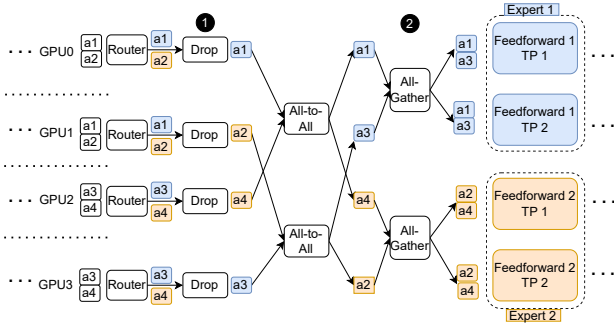 Expert 1
1
2
GPU0
a1
a2
Router
a1
a2
Drop
a1
a1
All-
Gather
a1
a3
Feedforward 1
TP 1
All-to-
All
a1
a3
Feedforward 1
TP 2
GPU1
a1
a2
Router
a1
a2
Drop
a2
a3
GPU2
a3
a4
Router
a3
a4
Drop
a4
a4
a2
a4
Feedforward 2
TP 1
All-to-
All
All-
Gather
GPU3
a3
a4
Router
a3
a4
Drop
a3
a2
a2
a4
Feedforward 2
TP 2
Expert 2